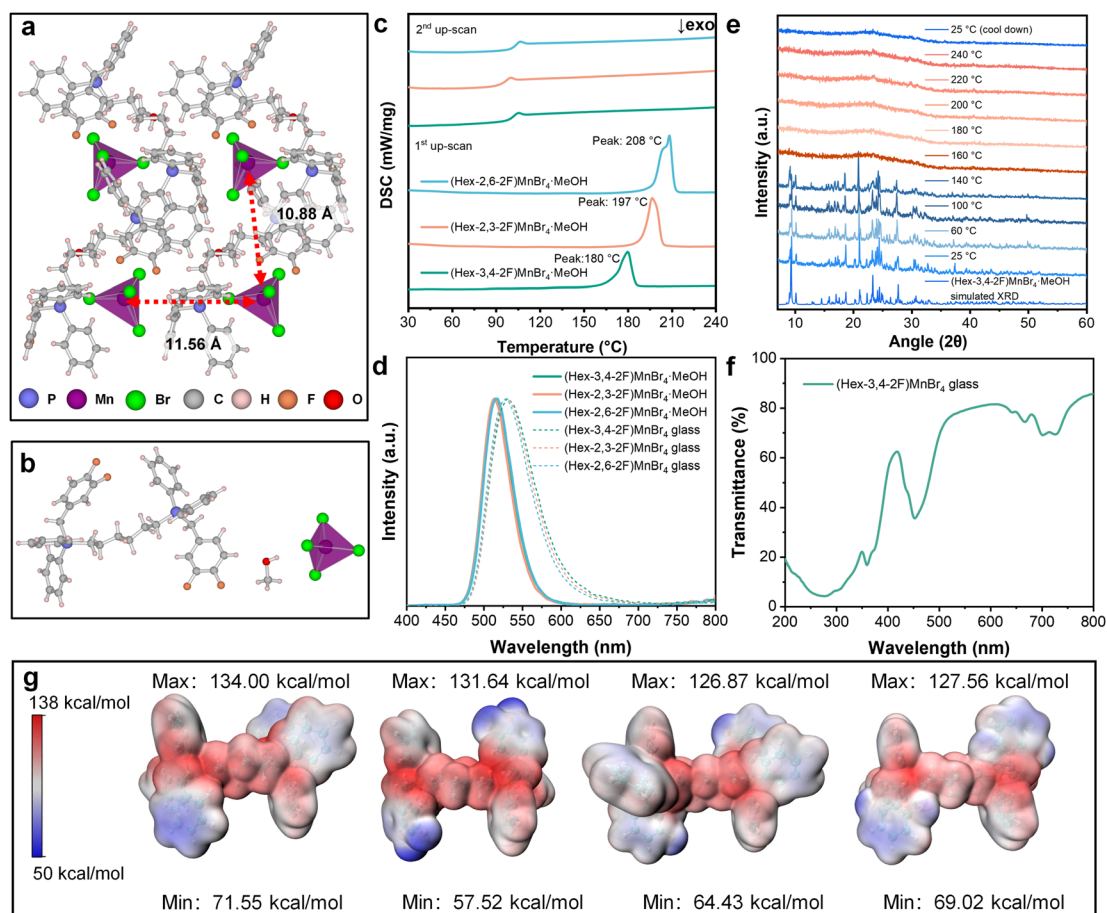 a
10.88 Å
11.56 Å
P Mn Br C H F O
b
c
2nd up-scan
↓exo
1st up-scan
Peak: 208 °C
(Hex-2,6-2F)MnBr4·MeOH
Peak: 197 °C
(Hex-2,3-2F)MnBr4·MeOH
Peak:180 °C
(Hex-3,4-2F)MnBr4·MeOH
DSC (mW/mg)
30 60 90 120 150 180 210 240
Temperature (°C)
d
(Hex-3,4-2F)MnBr4·MeOH
(Hex-2,3-2F)MnBr4·MeOH
(Hex-2,6-2F)MnBr4·MeOH
(Hex-3,4-2F)MnBr4 glass
(Hex-2,3-2F)MnBr4 glass
(Hex-2,6-2F)MnBr4 glass
Intensity (a.u.)
400 450 500 550 600 650 700 750 800
Wavelength (nm)
e
25 °C (cool down)
240 °C
220 °C
200 °C
180 °C
160 °C
140 °C
100 °C
60 °C
25 °C
(Hex-3,4-2F)MnBr4·MeOH
simulated XRD
Intensity (a.u.)
10 20 30 40 50 60
Angle (2θ)
f
(Hex-3,4-2F)MnBr4 glass
Transmittance (%)
100
80
60
40
20
0
200 300 400 500 600 700 800
Wavelength (nm)
g
138 kcal/mol
50 kcal/mol
Max: 134.00 kcal/mol
Max: 131.64 kcal/mol
Max: 126.87 kcal/mol
Max: 127.56 kcal/mol
Min: 71.55 kcal/mol
Min: 57.52 kcal/mol
Min: 64.43 kcal/mol
Min: 69.02 kcal/mol